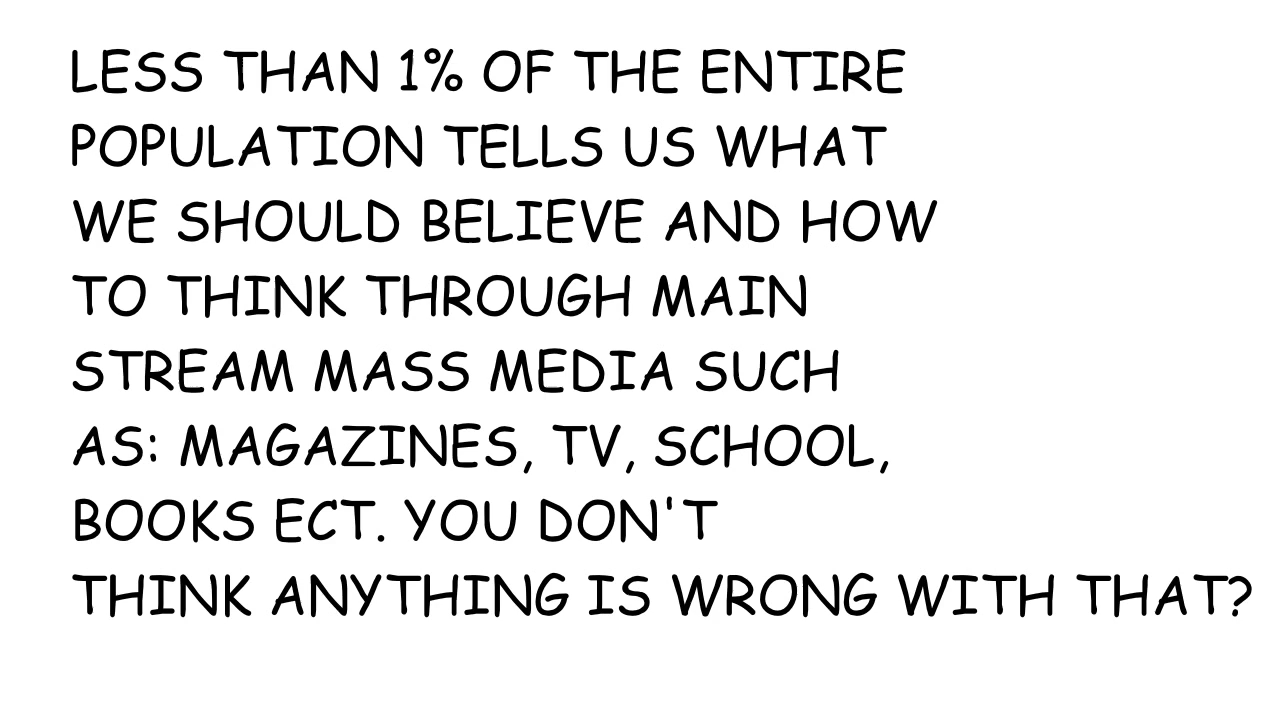 LESS THAN 1% OF THE ENTIRE
POPULATION TELLS US WHAT
WE SHOULD BELIEVE AND HOW
TO THINK THROUGH MAIN
STREAM MASS MEDIA SUCH
AS: MAGAZINES, TV, SCHOOL,
BOOKS ECT. YOU DON'T
THINK ANYTHING IS WRONG WITH THAT?